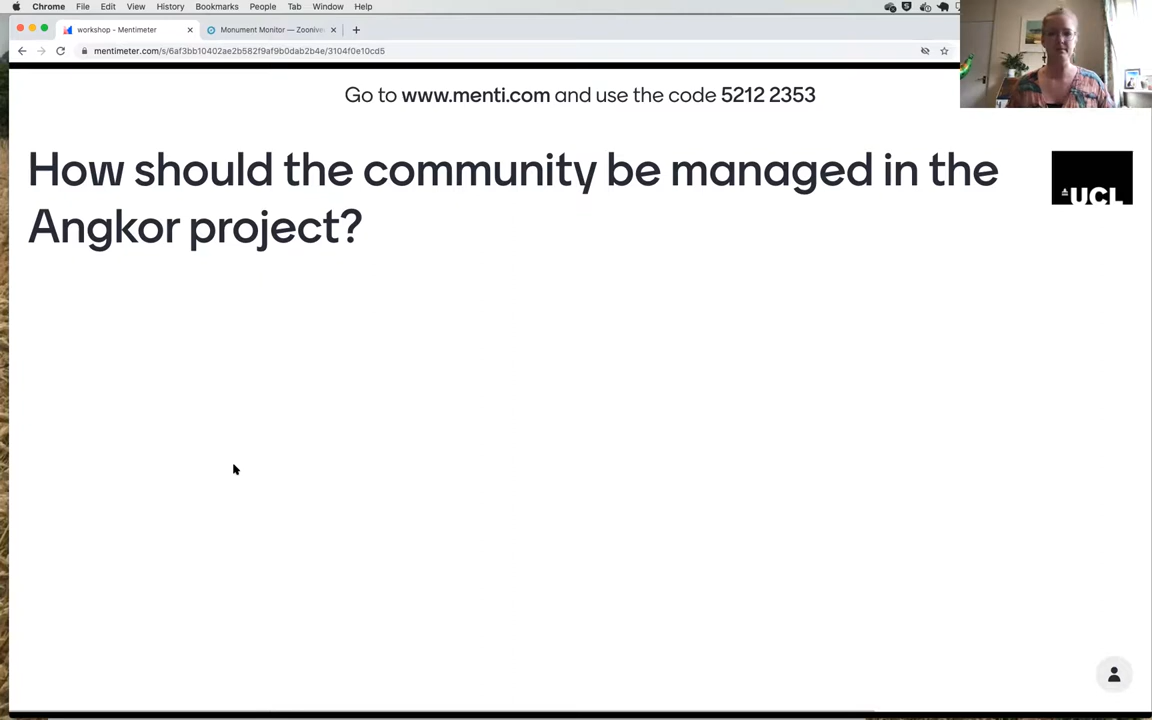 Chrome File Edit View History Bookmarks People Tab Window Help
workshop - Mentimeter
Monument Monitor — Zooniver
mentimeter.com/s/6af3bb10402ae2b582f9af9b0dab2b4e/3104f0e10cd5
Go to www.menti.com and use the code 5212 2353
How should the community be managed in the
Angkor project?
UCL